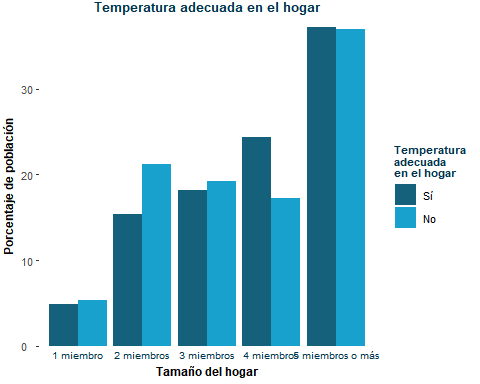 Temperatura adecuada en el hogar
Porcentaje de población
30
20
10
0
1 miembro 2 miembros 3 miembros 4 miembros 5 miembros o más
Tamaño del hogar
Temperatura
adecuada
en el hogar
Sí
No